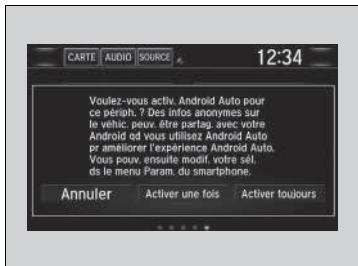 CARTE AUDIO SOURCE 12:34
Voulez-vous activ. Android Auto pour
ce périph. ? Des infos anonymes sur
le véhic. peuv. être partag. avec votre
Android qd vous utilisez Android Auto
pr améliorer l'expérience Android Auto.
Vous pouv. ensuite modif. votre sél.
ds le menu Param. du smartphone.
Annuler Activer une fois Activer toujours